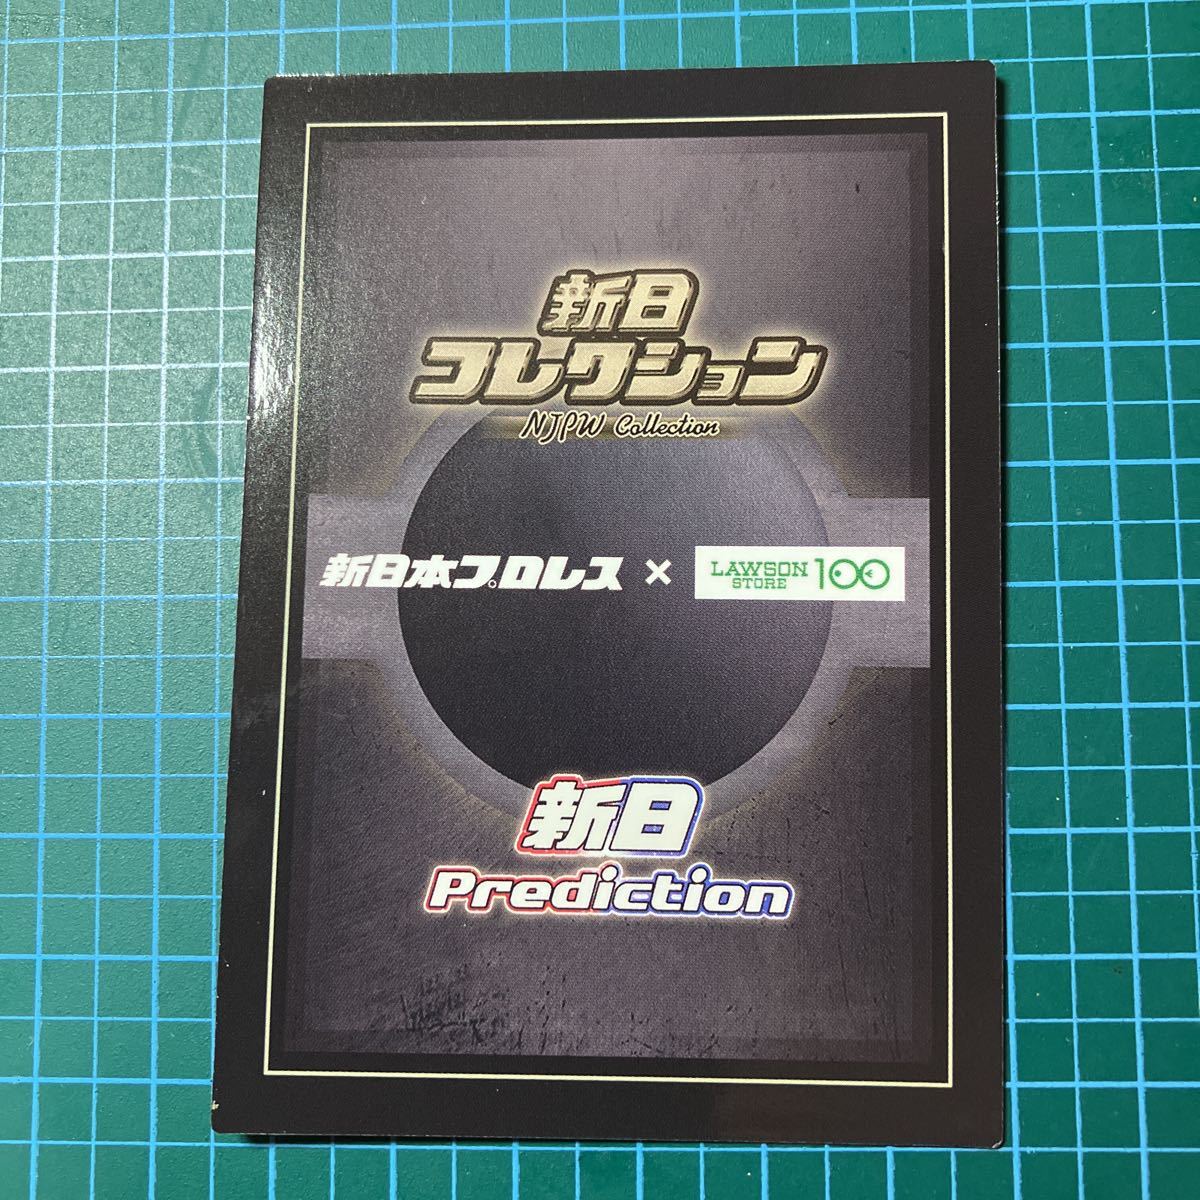 新日
コレクション
NJPW Collection
新日本プロレス × LAWSON STORE 100
新日
Prediction